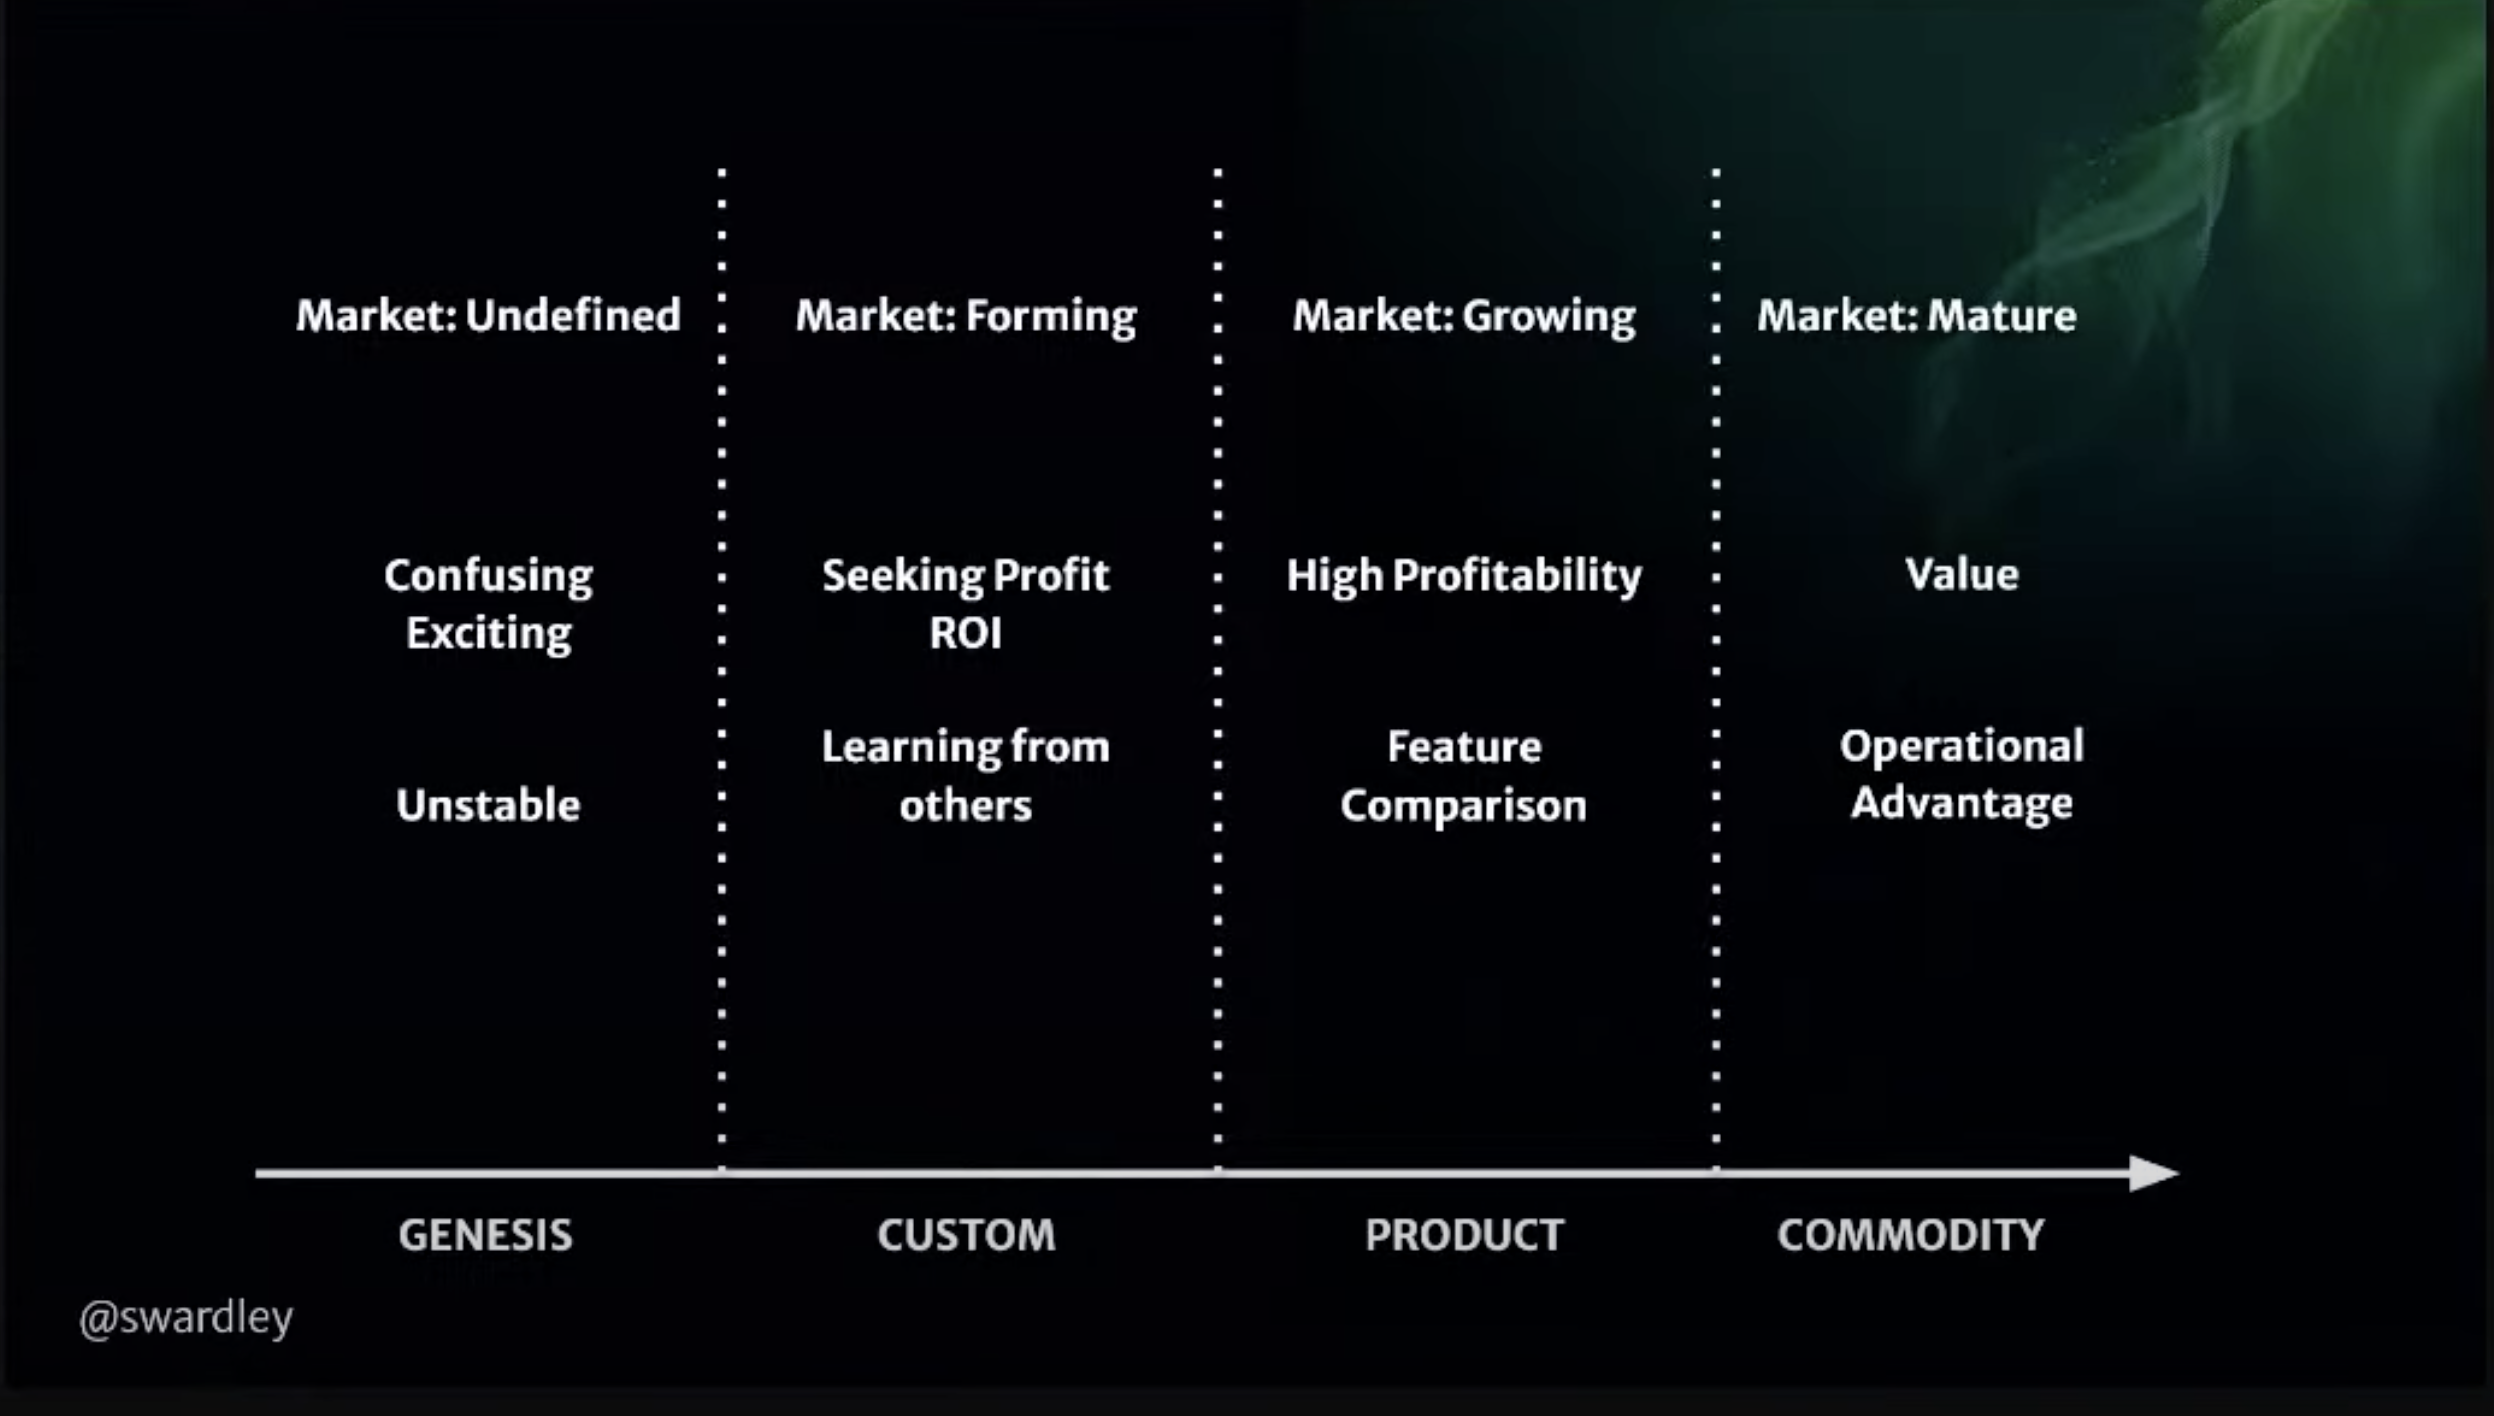 Market: Undefined
Market: Forming
Market: Growing
Market: Mature
Confusing
Exciting
Seeking Profit
ROI
High Profitability
Value
Unstable
Learning from
others
Feature
Comparison
Operational
Advantage
GENESIS
CUSTOM
PRODUCT
COMMODITY
@swardley